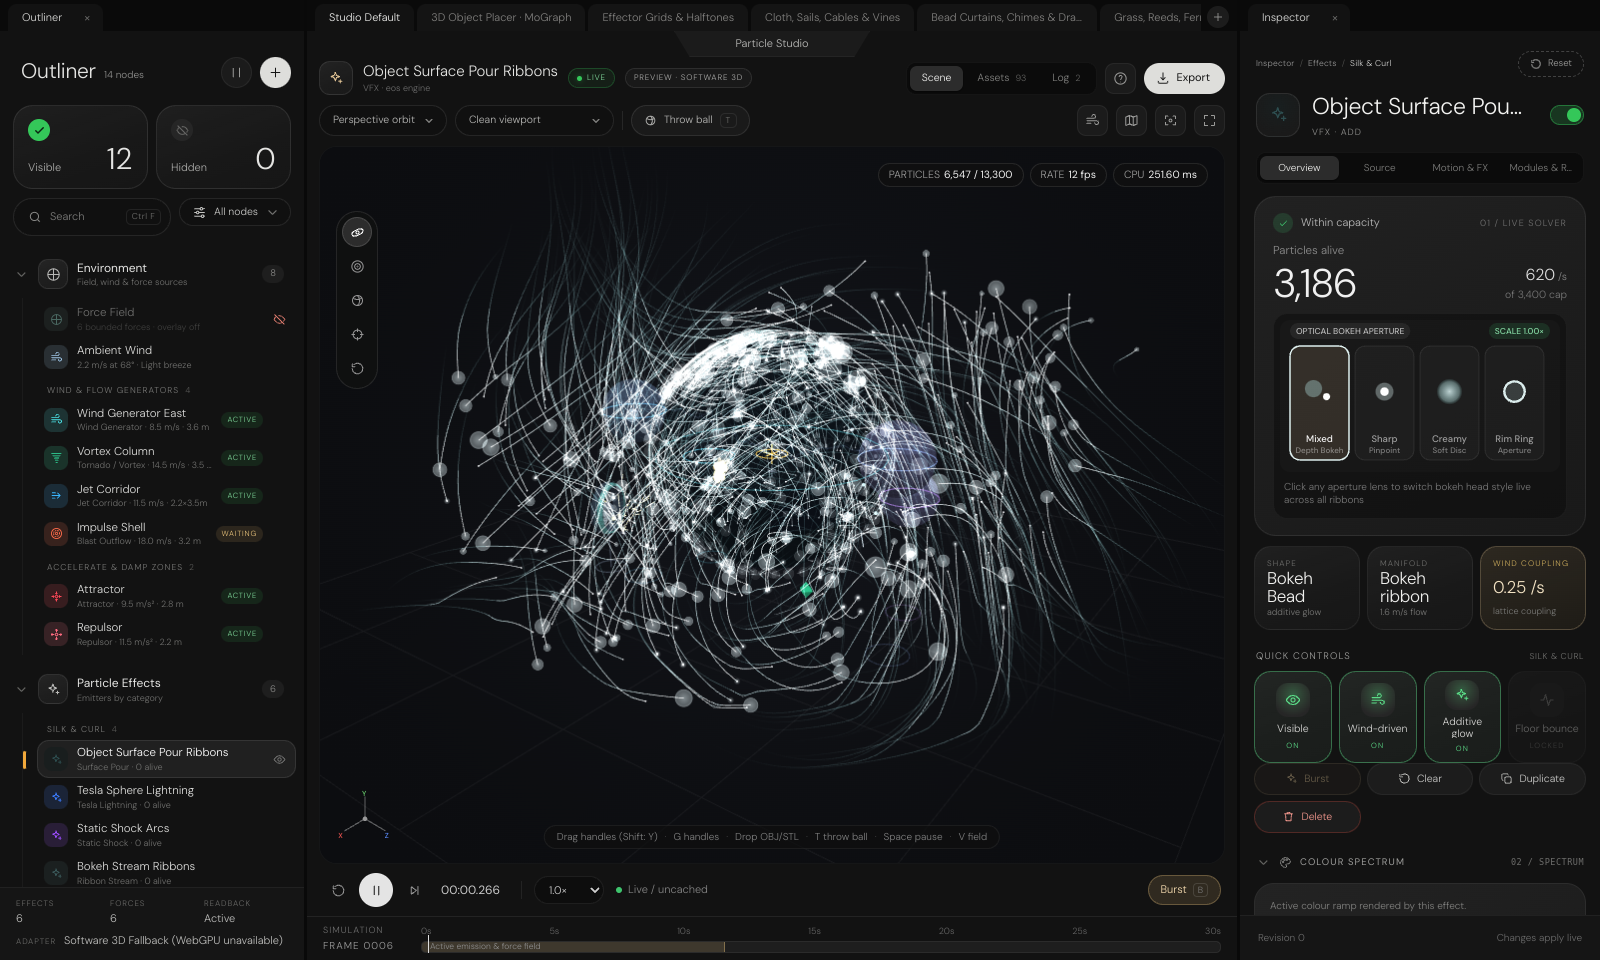 Outliner ×
Studio Default
3D Object Placer · MoGraph
Effector Grids & Halftones
Cloth, Sails, Cables & Vines
Bead Curtains, Chimes & Dra...
Grass, Reeds, Fer
Inspector ×
Particle Studio
Outliner 14 nodes
Visible 12
Hidden 0
Search Ctrl F
All nodes
Environment 8
Field, wind & force sources
Force Field
6 bounded forces · overlay off
Ambient Wind
2.2 m/s at 68° · Light breeze
WIND & FLOW GENERATORS 4
Wind Generator East
Wind Generator · 8.5 m/s · 3.6 m
ACTIVE
Vortex Column
Tornado / Vortex · 14.5 m/s · 3.5 ...
ACTIVE
Jet Corridor
Jet Corridor · 11.5 m/s · 2.2×3.5m
ACTIVE
Impulse Shell
Blast Outflow · 18.0 m/s · 3.2 m
WAITING
ACCELERATE & DAMP ZONES 2
Attractor
Attractor · 9.5 m/s² · 2.8 m
ACTIVE
Repulsor
Repulsor · 11.5 m/s² · 2.2 m
ACTIVE
Particle Effects 6
Emitters by category
SILK & CURL 4
Object Surface Pour Ribbons
Surface Pour · 0 alive
Tesla Sphere Lightning
Tesla Lightning · 0 alive
Static Shock Arcs
Static Shock · 0 alive
Bokeh Stream Ribbons
Ribbon Stream · 0 alive
EFFECTS FORCES READBACK
6 6 Active
ADAPTER Software 3D Fallback (WebGPU unavailable)
Object Surface Pour Ribbons
VFX · eos engine
LIVE
PREVIEW · SOFTWARE 3D
Scene
Assets 93
Log 2
Export
Perspective orbit
Clean viewport
Throw ball T
PARTICLES 6,547 / 13,300
RATE 12 fps
CPU 251.60 ms
Y
X Z
Drag handles (Shift: Y) · G handles · Drop OBJ/STL · T throw ball · Space pause · V field
00:00.266
1.0×
Live / uncached
Burst B
SIMULATION
0s 5s 10s 15s 20s 25s 30s
FRAME 0006
Active emission & force field
Inspector / Effects / Silk & Curl
Reset
Object Surface Pou...
VFX · ADD
Overview
Source
Motion & FX
Modules & R...
Within capacity
01 / LIVE SOLVER
Particles alive
3,186
620 /s
of 3,400 cap
OPTICAL BOKEH APERTURE
SCALE 1.00×
Mixed
Depth Bokeh
Sharp
Pinpoint
Creamy
Soft Disc
Rim Ring
Aperture
Click any aperture lens to switch bokeh head style live
across all ribbons
SHAPE
Bokeh
Bead
additive glow
MANIFOLD
Bokeh
ribbon
1.6 m/s flow
WIND COUPLING
0.25 /s
lattice coupling
QUICK CONTROLS
SILK & CURL
Visible
ON
Wind-driven
ON
Additive
glow
ON
Floor bounce
LOCKED
Burst
Clear
Duplicate
Delete
COLOUR SPECTRUM
02 / SPECTRUM
Active colour ramp rendered by this effect.
Revision 0
Changes apply live